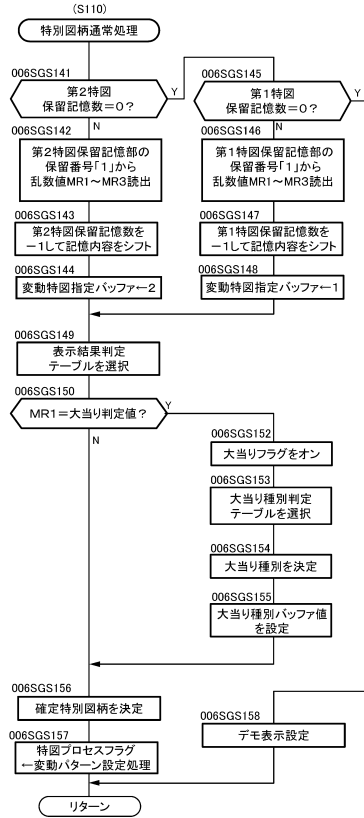 (S110)
特別図柄通常処理
006SGS141
第2特図
保留記憶数=0?
Y
N
006SGS142
第2特図保留記憶部の
保留番号「1」から
乱数値MR1~MR3読出
006SGS143
第2特図保留記憶数を
-1して記憶内容をシフト
006SGS144
変動特図指定バッファ←2
006SGS145
第1特図
保留記憶数=0?
Y
N
006SGS146
第1特図保留記憶部の
保留番号「1」から
乱数値MR1~MR3読出
006SGS147
第1特図保留記憶数を
-1して記憶内容をシフト
006SGS148
変動特図指定バッファ←1
006SGS149
表示結果判定
テーブルを選択
006SGS150
MR1=大当り判定値?
Y
N
006SGS152
大当りフラグをオン
006SGS153
大当り種別判定
テーブルを選択
006SGS154
大当り種別を決定
006SGS155
大当り種別バッファ値
を設定
006SGS156
確定特別図柄を決定
006SGS157
特図プロセスフラグ
←変動パターン設定処理
006SGS158
デモ表示設定
リターン